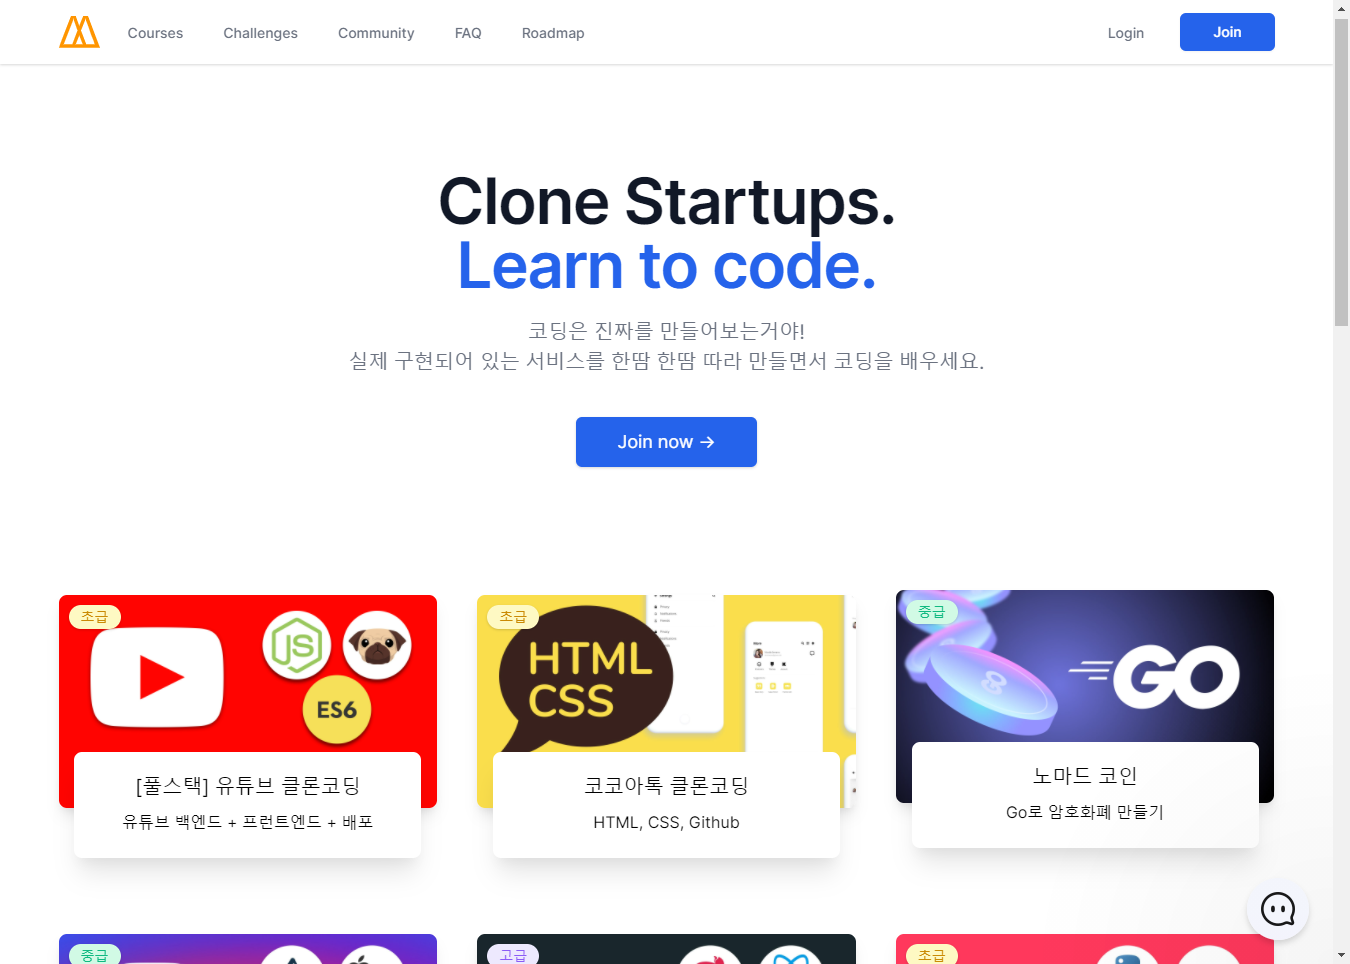 Courses Challenges Community FAQ Roadmap Login Join
Clone Startups.
Learn to code.
코딩은 진짜를 만들어보는거야!
실제 구현되어 있는 서비스를 한땀 한땀 따라 만들면서 코딩을 배우세요.
Join now →
초급
JS
ES6
[풀스택] 유튜브 클론코딩
유튜브 백엔드 + 프런트엔드 + 배포
초급
HTML
CSS
코코아톡 클론코딩
HTML, CSS, Github
중급
GO
노마드 코인
Go로 암호화폐 만들기
중급
고급
초급